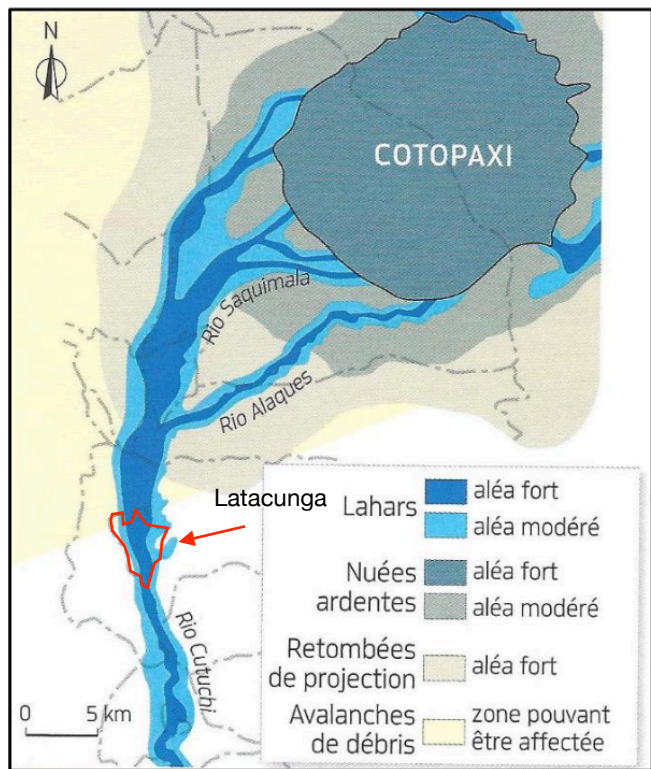 N
COTOPAXI
Rio Saquimala
Rio Alaques
Latacunga
Rio Cutuchi
0 5 km
Lahars
aléa fort
aléa modéré
Nuées
ardentes
aléa fort
aléa modéré
Retombées
de projection
aléa fort
Avalanches
de débris
zone pouvant
être affectée